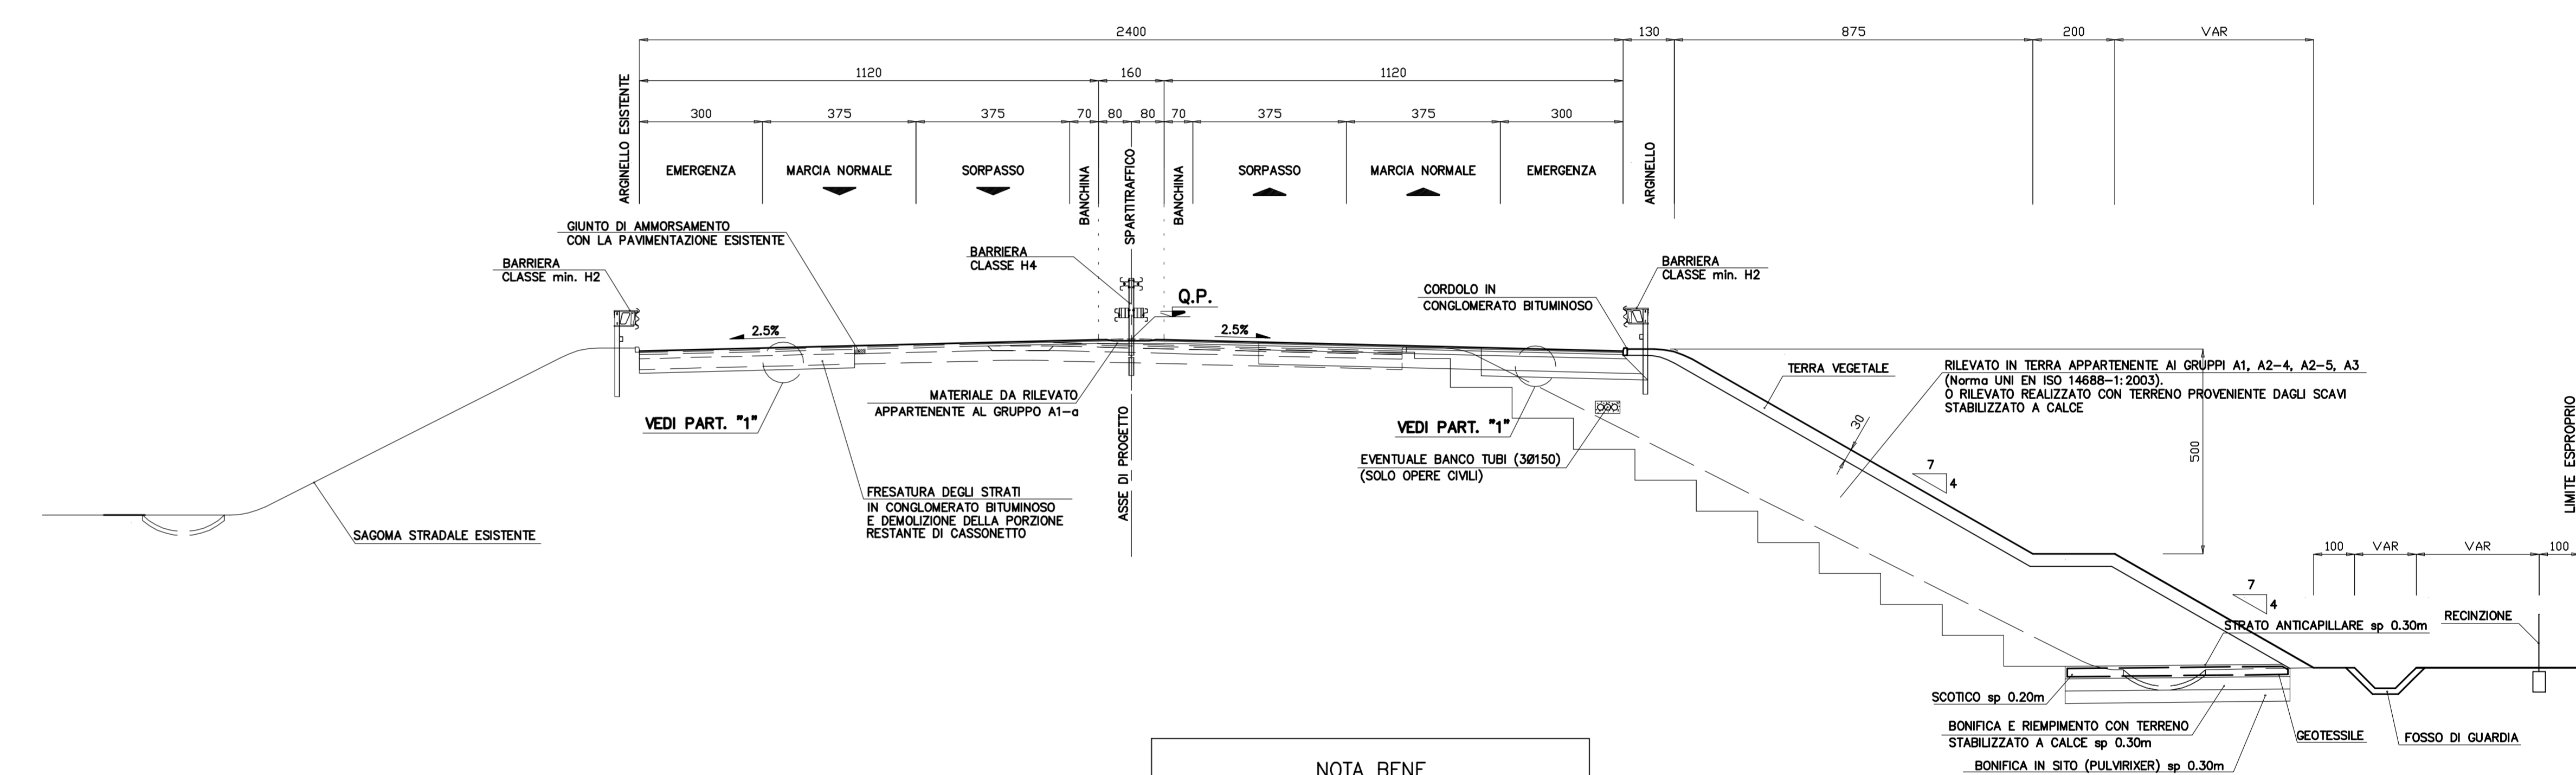 2400
130
875
200
VAR
1120
160
1120
300
375
375
70
80
80
70
375
375
300
ARGINELLO ESISTENTE
EMERGENZA
MARCIA NORMALE
SORPASSO
BANCHINA
SPARTITRAFFICO
BANCHINA
SORPASSO
MARCIA NORMALE
EMERGENZA
ARGINELLO
GIUNTO DI AMMORSAMENTO
CON LA PAVIMENTAZIONE ESISTENTE
BARRIERA
CLASSE min. H2
BARRIERA
CLASSE H4
Q.P.
CORDOLO IN
CONGLOMERATO BITUMINOSO
BARRIERA
CLASSE min. H2
2.5%
2.5%
TERRA VEGETALE
RILEVATO IN TERRA APPARTENENTE AI GRUPPI A1, A2-4, A2-5, A3
(Norma UNI EN ISO 14688-1:2003).
O RILEVATO REALIZZATO CON TERRENO PROVENIENTE DAGLI SCAVI
STABILIZZATO A CALCE
MATERIALE DA RILEVATO
APPARTENENTE AL GRUPPO A1-a
VEDI PART. "1"
VEDI PART. "1"
ASSE DI PROGETTO
30
500
LIMITE ESPROPRIO
EVENTUALE BANCO TUBI (3Ø150)
(SOLO OPERE CIVILI)
7
4
FRESATURA DEGLI STRATI
IN CONGLOMERATO BITUMINOSO
E DEMOLIZIONE DELLA PORZIONE
RESTANTE DI CASSONETTO
SAGOMA STRADALE ESISTENTE
100
VAR
VAR
100
7
4
STRATO ANTICAPILLARE sp 0.30m
RECINZIONE
SCOTICO sp 0.20m
BONIFICA E RIEMPIMENTO CON TERRENO
STABILIZZATO A CALCE sp 0.30m
GEOTESSILE
FOSSO DI GUARDIA
BONIFICA IN SITO (PULVIRIXER) sp 0.30m
NOTA BENE